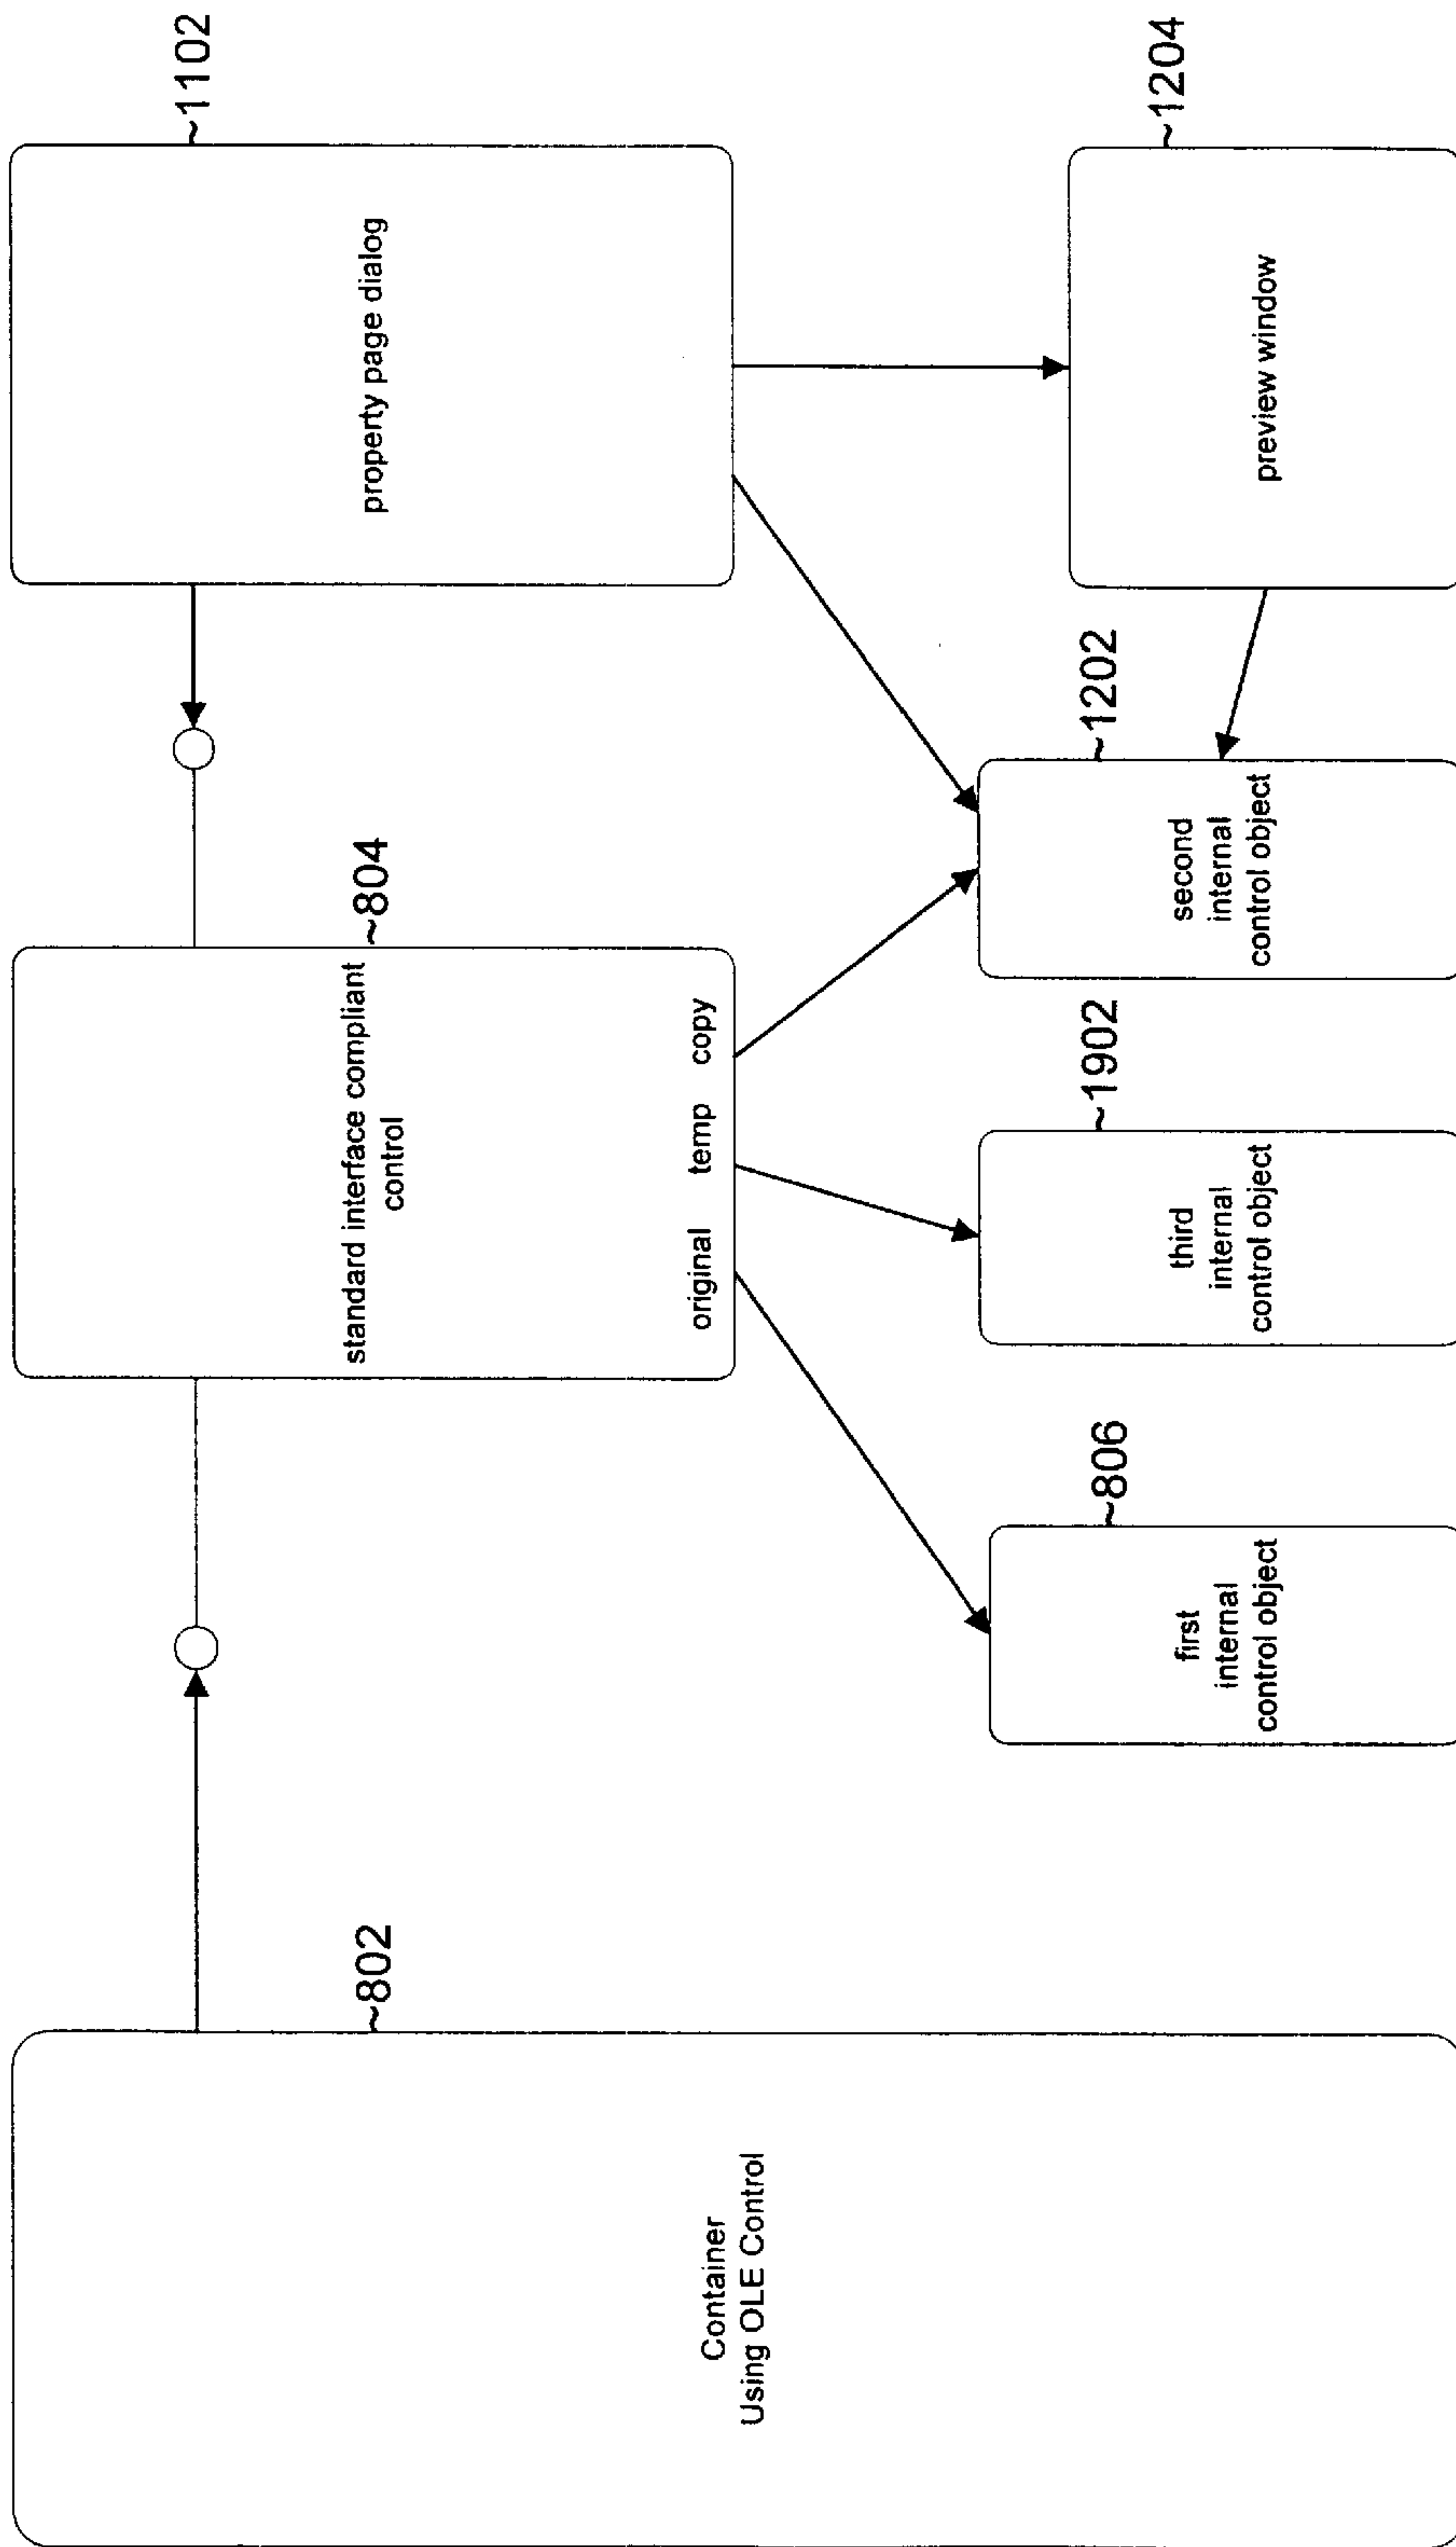 Container
Using OLE Control
~802
standard interface compliant
control
original temp copy
~804
property page dialog
~1102
first
internal
control object
~806
third
internal
control object
~1902
second
internal
control object
~1202
preview window
~1204